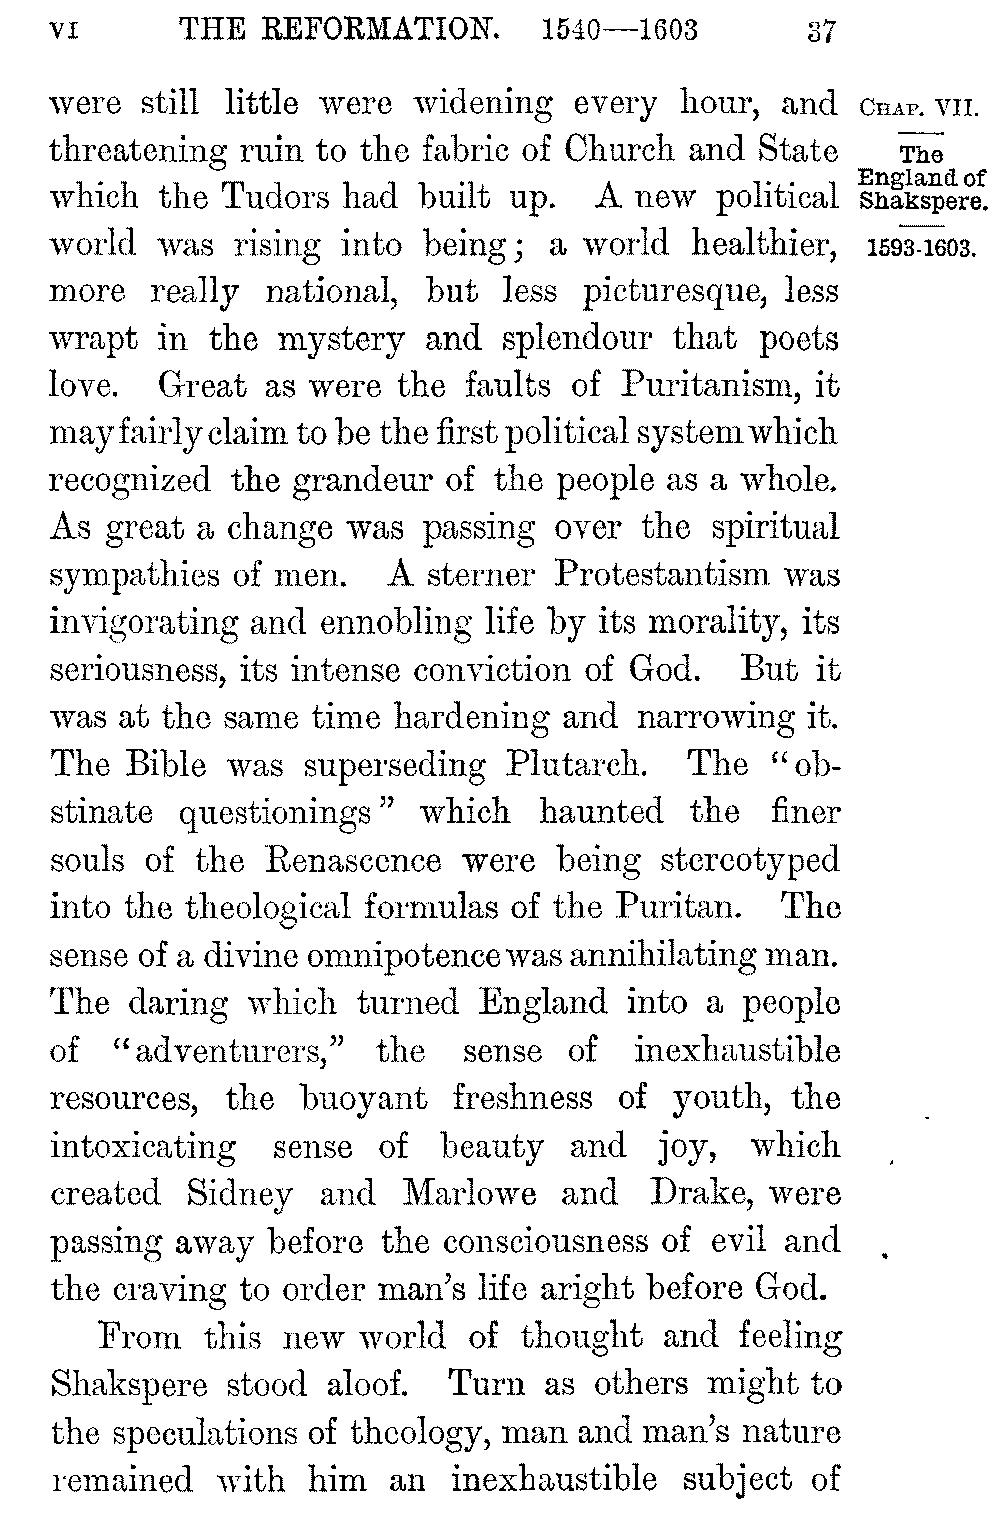 VI THE REFORMATION. 1540—1603 37
were still little were widening every hour, and
threatening ruin to the fabric of Church and State
which the Tudors had built up. A new political
world was rising into being; a world healthier,
more really national, but less picturesque, less
wrapt in the mystery and splendour that poets
love. Great as were the faults of Puritanism, it
may fairly claim to be the first political system which
recognized the grandeur of the people as a whole.
As great a change was passing over the spiritual
sympathies of men. A sterner Protestantism was
invigorating and ennobling life by its morality, its
seriousness, its intense conviction of God. But it
was at the same time hardening and narrowing it.
The Bible was superseding Plutarch. The “ob-
stinate questionings” which haunted the finer
souls of the Renascence were being stereotyped
into the theological formulas of the Puritan. The
sense of a divine omnipotence was annihilating man.
The daring which turned England into a people
of “adventurers,” the sense of inexhaustible
resources, the buoyant freshness of youth, the
intoxicating sense of beauty and joy, which
created Sidney and Marlowe and Drake, were
passing away before the consciousness of evil and
the craving to order man’s life aright before God.
From this new world of thought and feeling
Shakspere stood aloof. Turn as others might to
the speculations of theology, man and man’s nature
remained with him an inexhaustible subject of
CHAP. VII.
The
England of
Shakspere.
1593-1603.